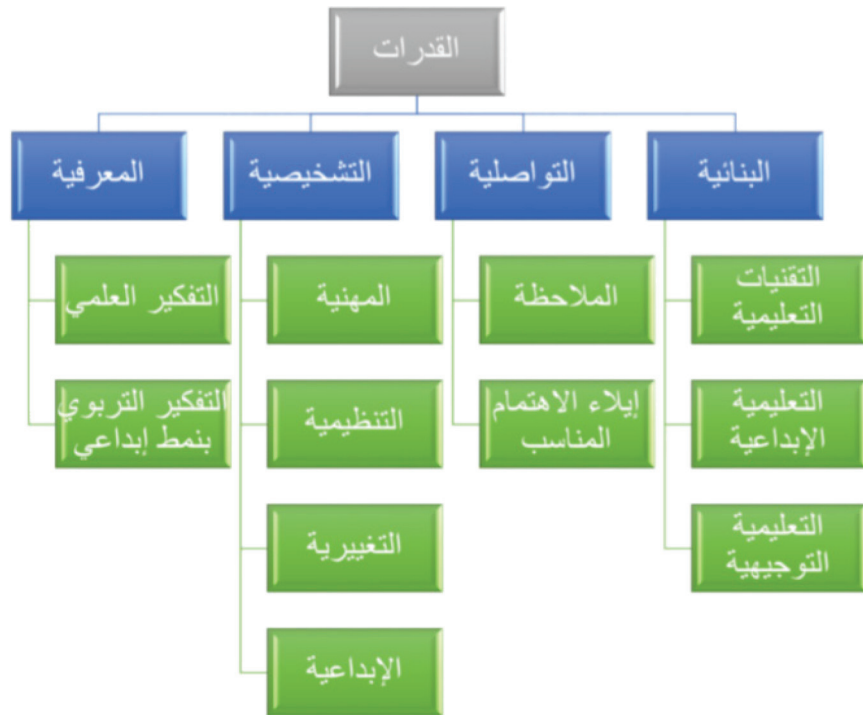 القدرات
البنائية
التقنيات
التعليمية
التعليمية
الإبداعية
التعليمية
التوجيهية
التواصلية
الملاحظة
إيلاء الاهتمام
المناسب
التشخيصية
المهنية
التنظيمية
التغييرية
الإبداعية
المعرفية
التفكير العلمي
التفكير التربوي
بنمط إبداعي